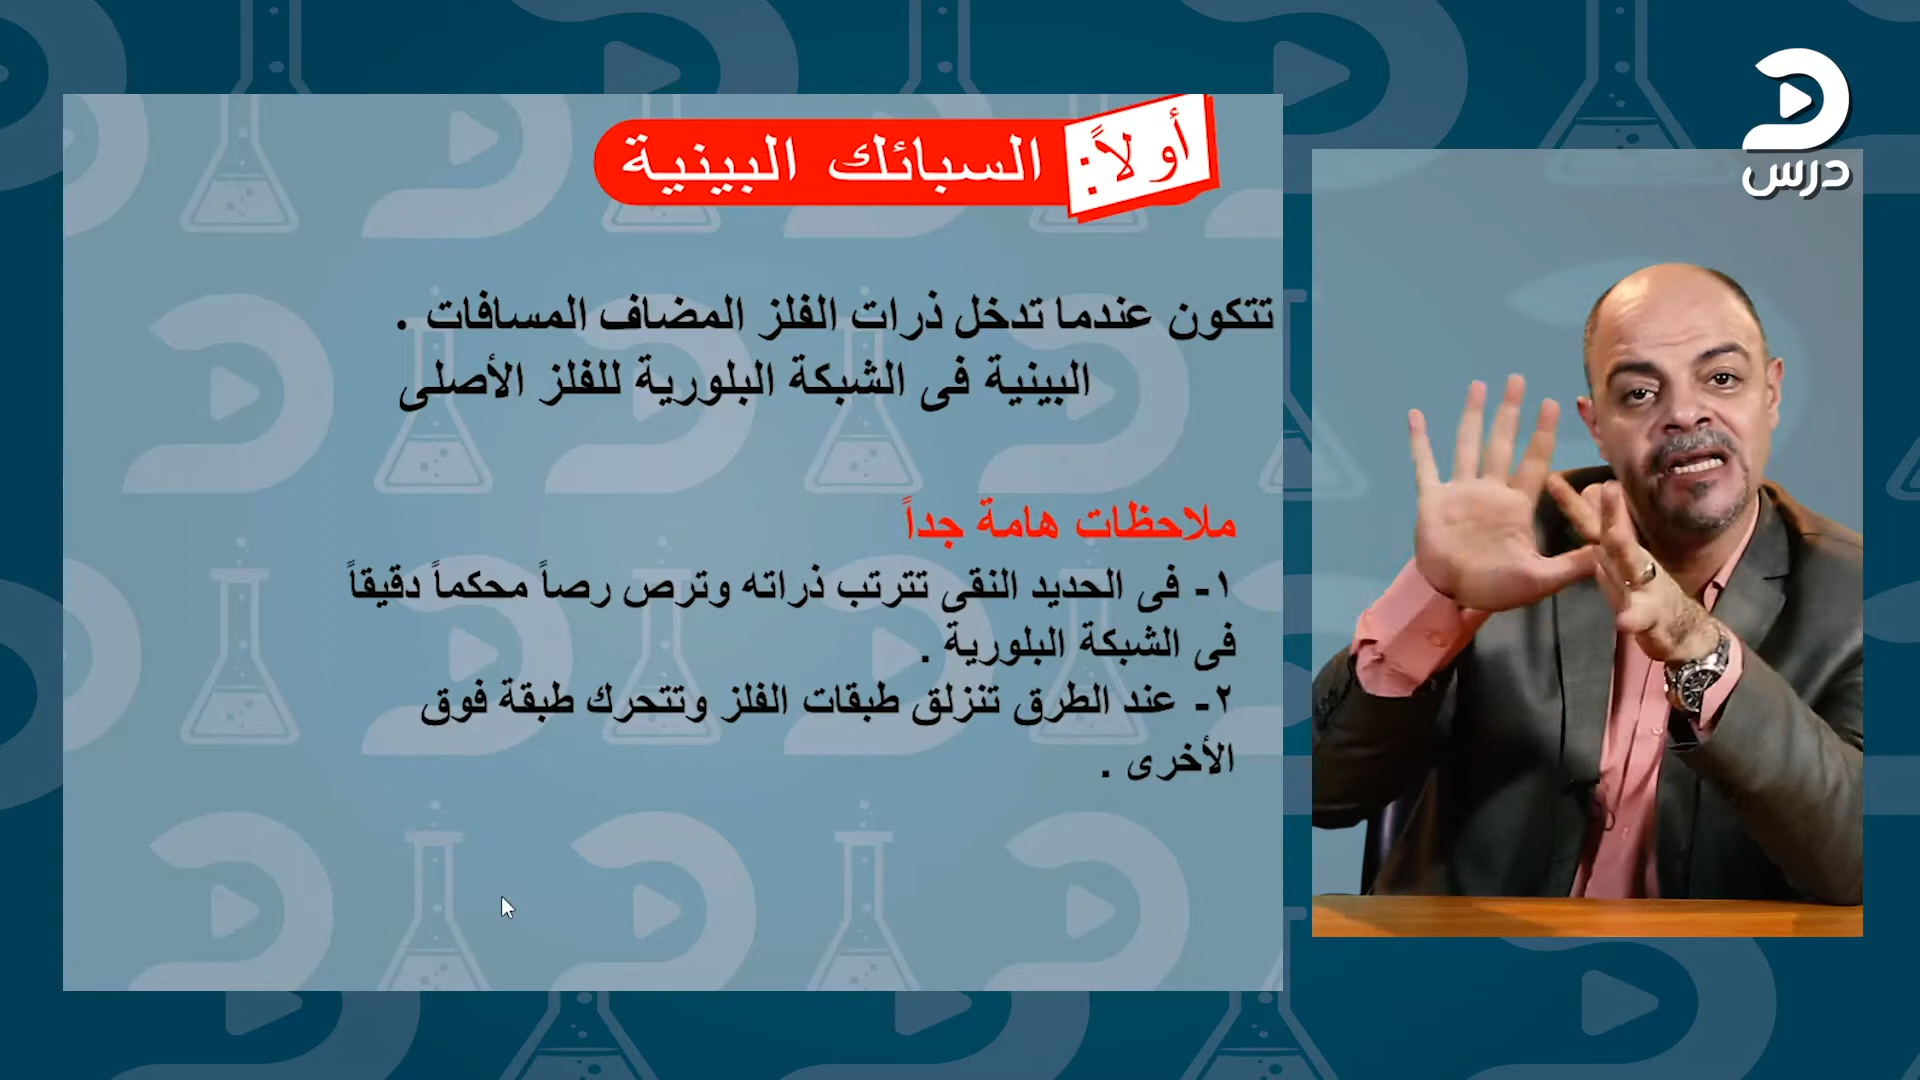 درس
أولاً: السبائك البينية
تتكون عندما تدخل ذرات الفلز المضاف المسافات .
البينية فى الشبكة البلورية للفلز الأصلى
ملاحظات هامة جداً
١- فى الحديد النقى تترتب ذراته وترص رصاً محكماً دقيقاً
فى الشبكة البلورية .
٢- عند الطرق تنزلق طبقات الفلز وتتحرك طبقة فوق
الأخرى .